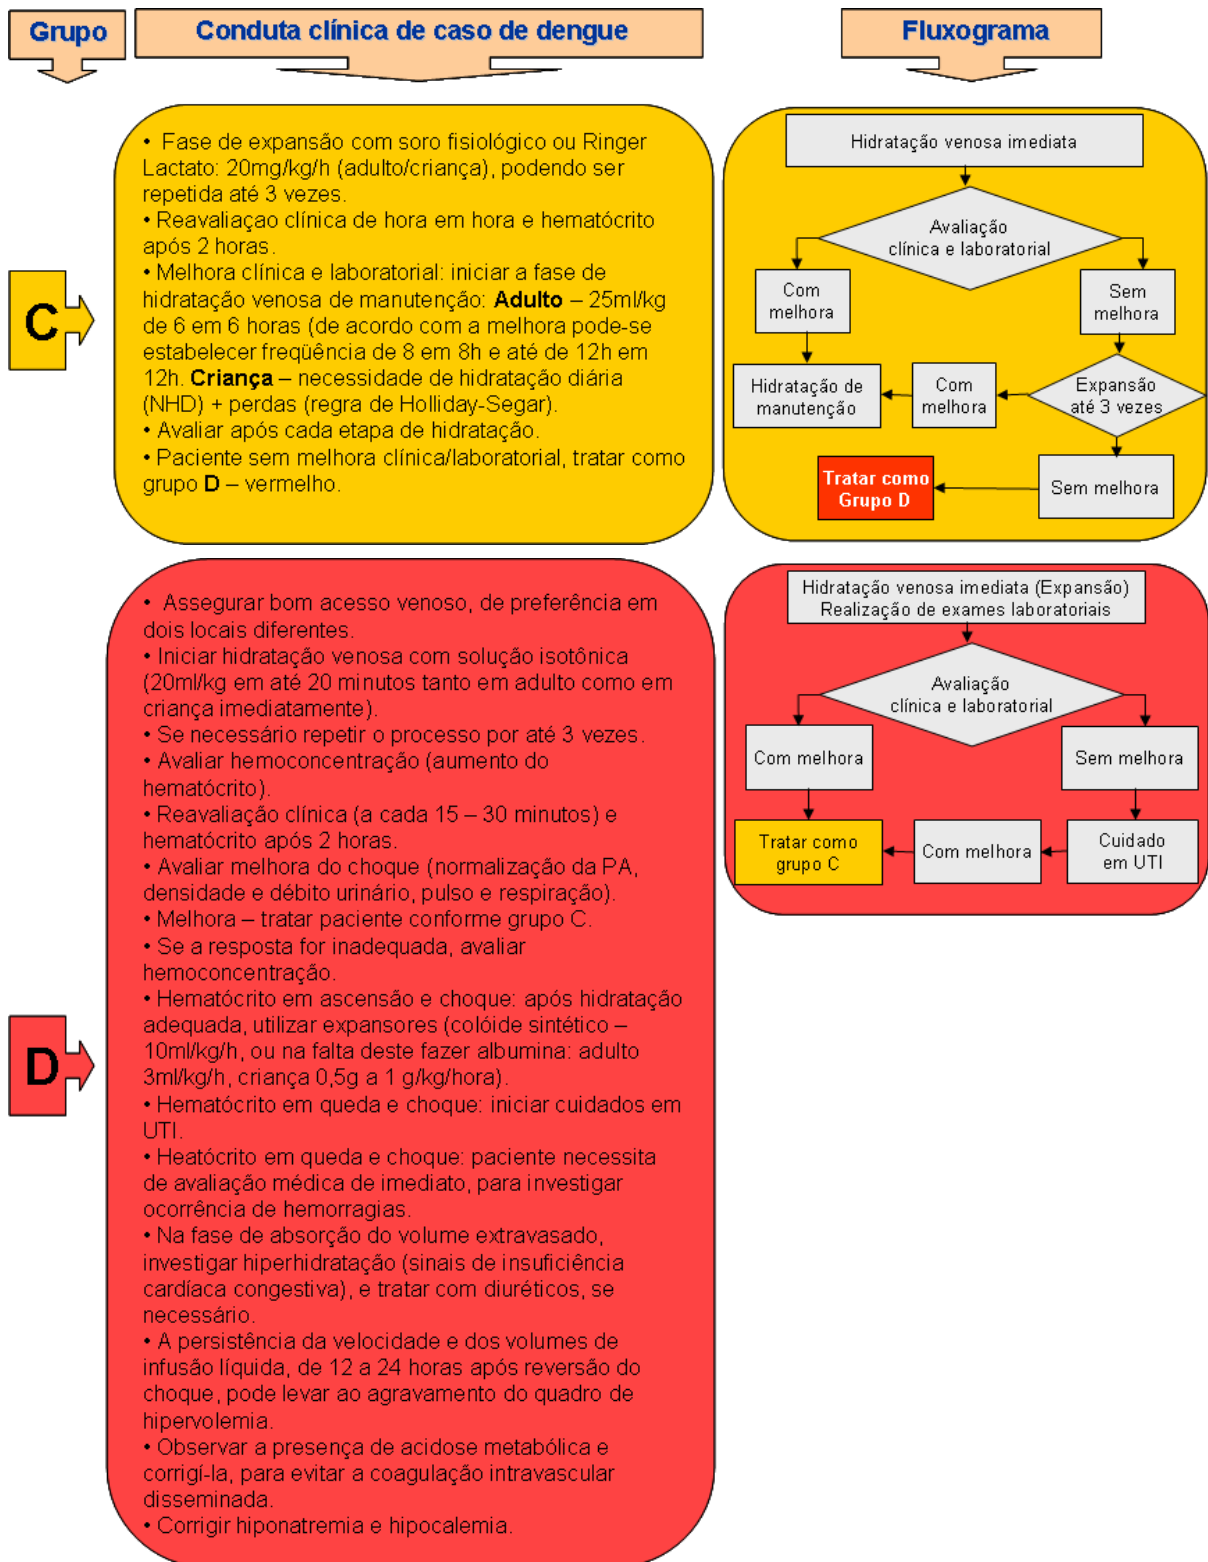 Grupo
Conduta clínica de caso de dengue
Fluxograma
C
• Fase de expansão com soro fisiológico ou Ringer
Lactato: 20mg/kg/h (adulto/criança), podendo ser
repetida até 3 vezes.
• Reavaliaçao clínica de hora em hora e hematócrito
após 2 horas.
• Melhora clínica e laboratorial: iniciar a fase de
hidratação venosa de manutenção: Adulto – 25ml/kg
de 6 em 6 horas (de acordo com a melhora pode-se
estabelecer freqüência de 8 em 8h e até de 12h em
12h. Criança – necessidade de hidratação diária
(NHD) + perdas (regra de Holliday-Segar).
• Avaliar após cada etapa de hidratação.
• Paciente sem melhora clínica/laboratorial, tratar como
grupo D – vermelho.
Hidratação venosa imediata
Avaliação
clínica e laboratorial
Com
melhora
Sem
melhora
Hidratação de
manutenção
Com
melhora
Expansão
até 3 vezes
Tratar como
Grupo D
Sem melhora
D
• Assegurar bom acesso venoso, de preferência em
dois locais diferentes.
• Iniciar hidratação venosa com solução isotônica
(20ml/kg em até 20 minutos tanto em adulto como em
criança imediatamente).
• Se necessário repetir o processo por até 3 vezes.
• Avaliar hemoconcentração (aumento do
hematócrito).
• Reavaliação clínica (a cada 15 – 30 minutos) e
hematócrito após 2 horas.
• Avaliar melhora do choque (normalização da PA,
densidade e débito urinário, pulso e respiração).
• Melhora – tratar paciente conforme grupo C.
• Se a resposta for inadequada, avaliar
hemoconcentração.
• Hematócrito em ascensão e choque: após hidratação
adequada, utilizar expansores (colóide sintético –
10ml/kg/h, ou na falta deste fazer albumina: adulto
3ml/kg/h, criança 0,5g a 1 g/kg/hora).
• Hematócrito em queda e choque: iniciar cuidados em
UTI.
• Heatócrito em queda e choque: paciente necessita
de avaliação médica de imediato, para investigar
ocorrência de hemorragias.
• Na fase de absorção do volume extravasado,
investigar hiperhidratação (sinais de insuficiência
cardíaca congestiva), e tratar com diuréticos, se
necessário.
• A persistência da velocidade e dos volumes de
infusão líquida, de 12 a 24 horas após reversão do
choque, pode levar ao agravamento do quadro de
hipervolemia.
• Observar a presença de acidose metabólica e
corrigí-la, para evitar a coagulação intravascular
disseminada.
• Corrigir hiponatremia e hipocalemia.
Hidratação venosa imediata (Expansão)
Realização de exames laboratoriais
Avaliação
clínica e laboratorial
Com melhora
Sem melhora
Tratar como
grupo C
Com melhora
Cuidado
em UTI